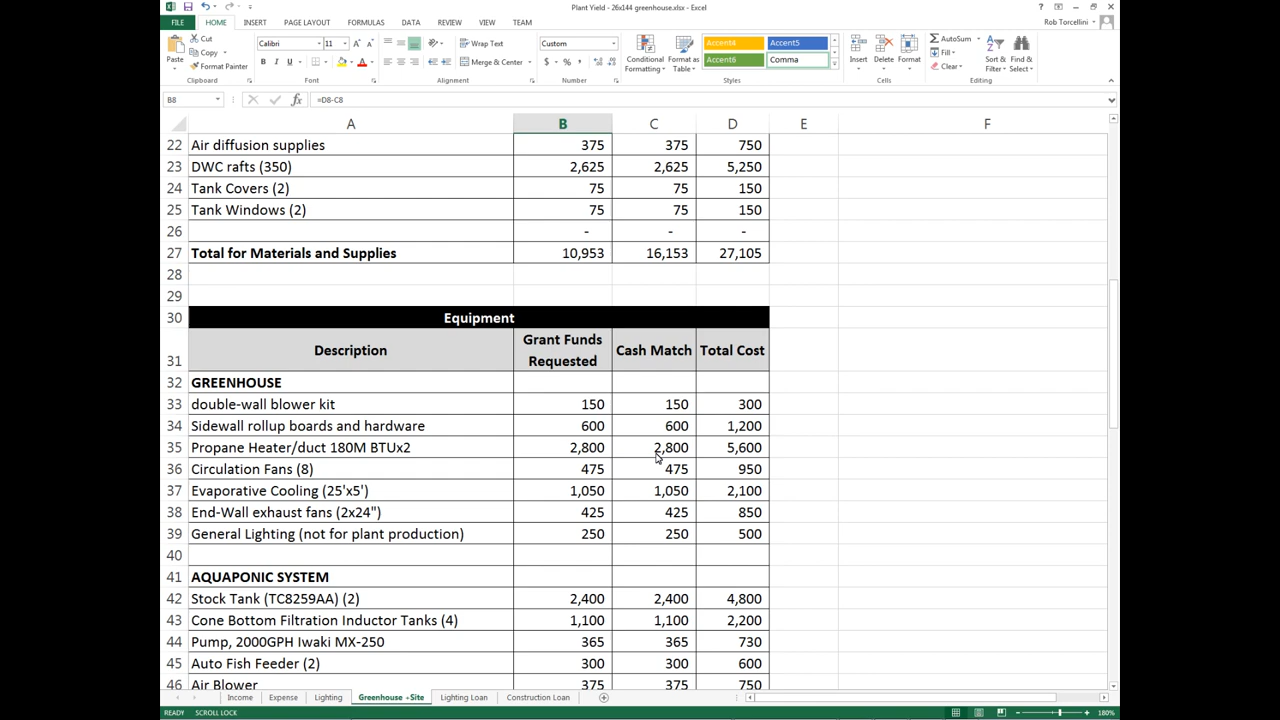 Plant Yield - 26x144 greenhouse.xlsx - Excel
FILE HOME INSERT PAGE LAYOUT FORMULAS DATA REVIEW VIEW TEAM Rob Torcellini
Paste Cut Copy Format Painter Clipboard
Calibri 11 B I U Font
Wrap Text Merge & Center Alignment
Custom $ % , Number
Conditional Formatting Format as Table Accent4 Accent5 Accent6 Comma Styles
Insert Delete Format Cells
AutoSum Fill Clear Sort & Filter Find & Select Editing
B8 fx =D8-C8
A B C D E F
22 Air diffusion supplies 375 375 750
23 DWC rafts (350) 2,625 2,625 5,250
24 Tank Covers (2) 75 75 150
25 Tank Windows (2) 75 75 150
26 - - -
27 Total for Materials and Supplies 10,953 16,153 27,105
28
29
30 Equipment
31 Description Grant Funds Requested Cash Match Total Cost
32 GREENHOUSE
33 double-wall blower kit 150 150 300
34 Sidewall rollup boards and hardware 600 600 1,200
35 Propane Heater/duct 180M BTUx2 2,800 2,800 5,600
36 Circulation Fans (8) 475 475 950
37 Evaporative Cooling (25'x5') 1,050 1,050 2,100
38 End-Wall exhaust fans (2x24") 425 425 850
39 General Lighting (not for plant production) 250 250 500
40
41 AQUAPONIC SYSTEM
42 Stock Tank (TC8259AA) (2) 2,400 2,400 4,800
43 Cone Bottom Filtration Inductor Tanks (4) 1,100 1,100 2,200
44 Pump, 2000GPH Iwaki MX-250 365 365 730
45 Auto Fish Feeder (2) 300 300 600
46 Air Blower 375 375 750
Income Expense Lighting Greenhouse -Site Lighting Loan Construction Loan
READY SCROLL LOCK 180%